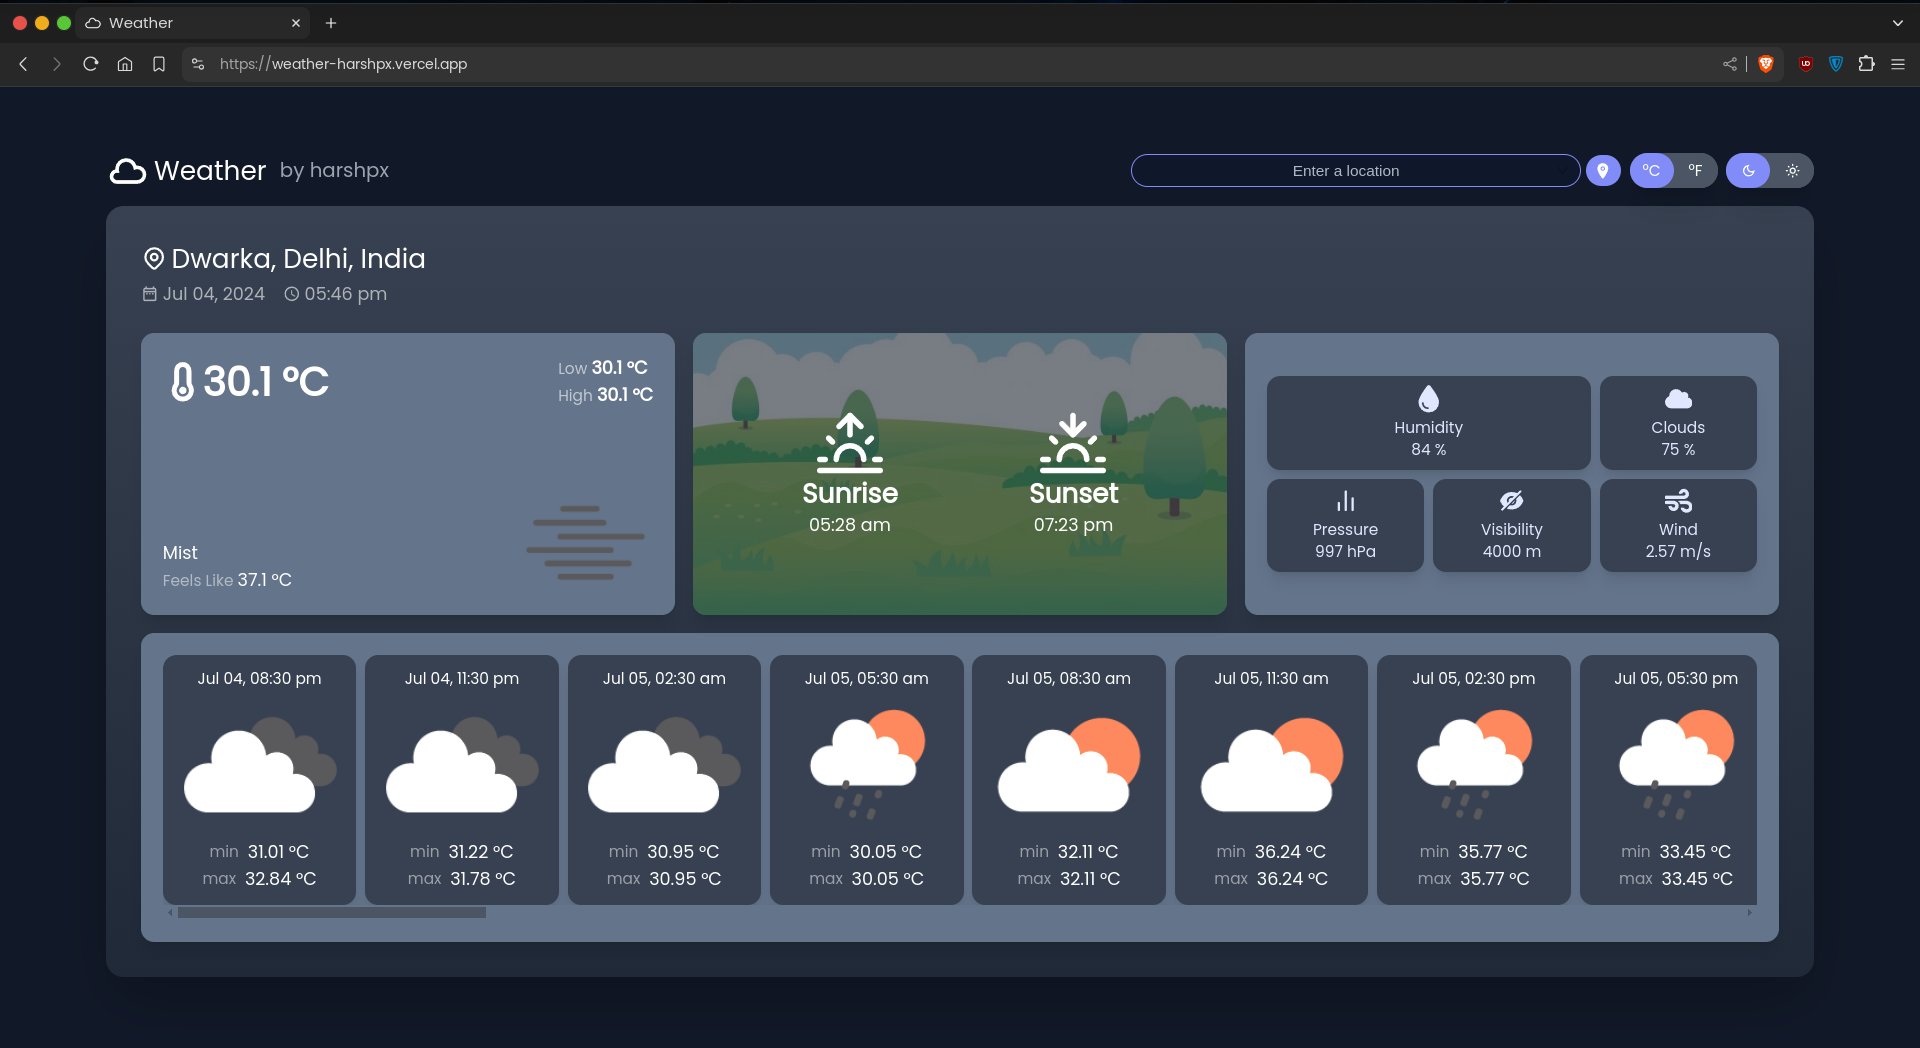 Weather
https://weather-harshpx.vercel.app
Weather by harshpx
Enter a location
°C °F
Dwarka, Delhi, India
Jul 04, 2024 05:46 pm
30.1 °C
Low 30.1 °C
High 30.1 °C
Mist
Feels Like 37.1 °C
Sunrise
05:28 am
Sunset
07:23 pm
Humidity
84 %
Clouds
75 %
Pressure
997 hPa
Visibility
4000 m
Wind
2.57 m/s
Jul 04, 08:30 pm
min 31.01 °C
max 32.84 °C
Jul 04, 11:30 pm
min 31.22 °C
max 31.78 °C
Jul 05, 02:30 am
min 30.95 °C
max 30.95 °C
Jul 05, 05:30 am
min 30.05 °C
max 30.05 °C
Jul 05, 08:30 am
min 32.11 °C
max 32.11 °C
Jul 05, 11:30 am
min 36.24 °C
max 36.24 °C
Jul 05, 02:30 pm
min 35.77 °C
max 35.77 °C
Jul 05, 05:30 pm
min 33.45 °C
max 33.45 °C